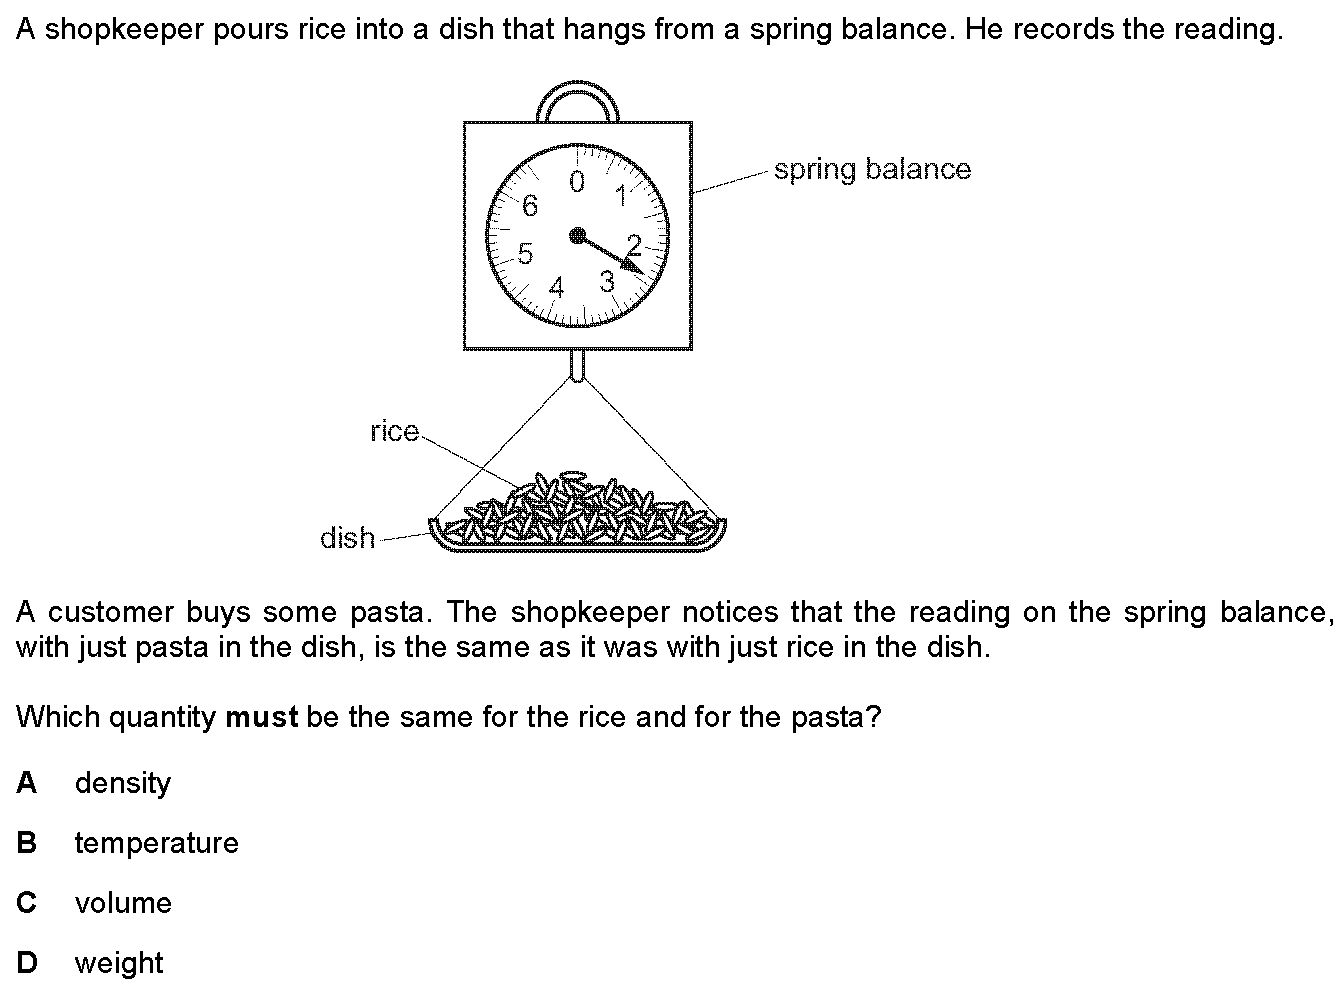 A shopkeeper pours rice into a dish that hangs from a spring balance. He records the reading.
0
1
2
3
4
5
6
spring balance
rice
dish
A customer buys some pasta. The shopkeeper notices that the reading on the spring balance,
with just pasta in the dish, is the same as it was with just rice in the dish.
Which quantity must be the same for the rice and for the pasta?
A density
B temperature
C volume
D weight